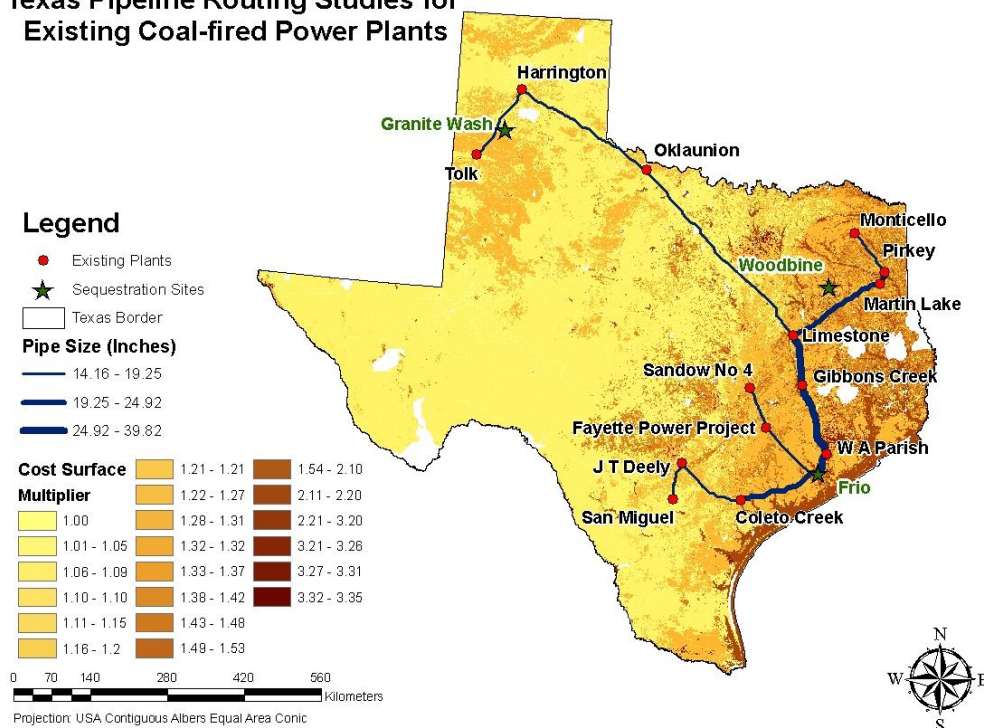 Texas Pipeline Routing Studies for
Existing Coal-fired Power Plants
Harrington
Granite Wash
Tolk
Oklaunion
Monticello
Pirkey
Woodbine
Martin Lake
Limestone
Sandow No 4
Gibbons Creek
Fayette Power Project
W A Parish
J T Deely
Frio
San Miguel
Coleto Creek
Legend
Existing Plants
Sequestration Sites
Texas Border
Pipe Size (Inches)
14.16 - 19.25
19.25 - 24.92
24.92 - 39.82
Cost Surface
Multiplier
1.00
1.01 - 1.05
1.06 - 1.09
1.10 - 1.10
1.11 - 1.15
1.16 - 1.2
1.21 - 1.21
1.22 - 1.27
1.28 - 1.31
1.32 - 1.32
1.33 - 1.37
1.38 - 1.42
1.43 - 1.48
1.49 - 1.53
1.54 - 2.10
2.11 - 2.20
2.21 - 3.20
3.21 - 3.26
3.27 - 3.31
3.32 - 3.35
0 70 140 280 420 560
Kilometers
Projection: USA Contiguous Albers Equal Area Conic
N
W E
S